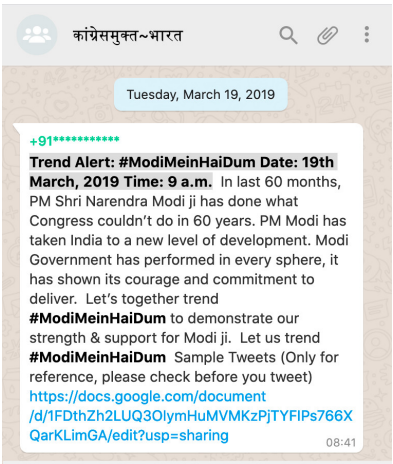 कांग्रेसमुक्त~भारत
Tuesday, March 19, 2019
+91***********
Trend Alert: #ModiMeinHaiDum Date: 19th
March, 2019 Time: 9 a.m. In last 60 months,
PM Shri Narendra Modi ji has done what
Congress couldn’t do in 60 years. PM Modi has
taken India to a new level of development. Modi
Government has performed in every sphere, it
has shown its courage and commitment to
deliver. Let’s together trend
#ModiMeinHaiDum to demonstrate our
strength & support for Modi ji. Let us trend
#ModiMeinHaiDum Sample Tweets (Only for
reference, please check before you tweet)
https://docs.google.com/document
/d/1FDthZh2LUQ3OlymHuMVMKzPjTYFIPs766X
QarKLimGA/edit?usp=sharing
08:41